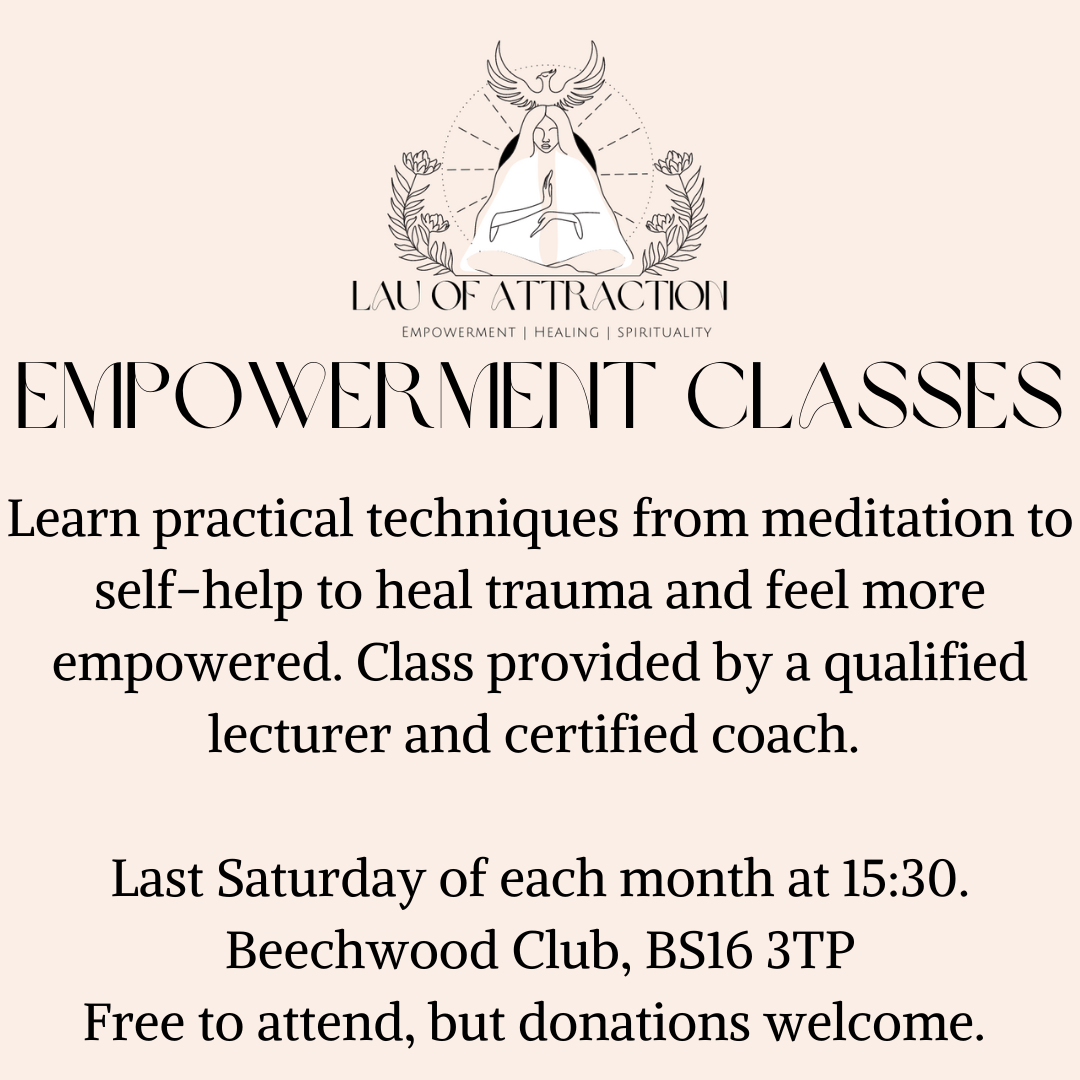 LAU OF ATTRACTION
EMPOWERMENT | HEALING | SPIRITUALITY
EMPOWERMENT CLASSES
Learn practical techniques from meditation to
self-help to heal trauma and feel more
empowered. Class provided by a qualified
lecturer and certified coach.
Last Saturday of each month at 15:30.
Beechwood Club, BS16 3TP
Free to attend, but donations welcome.